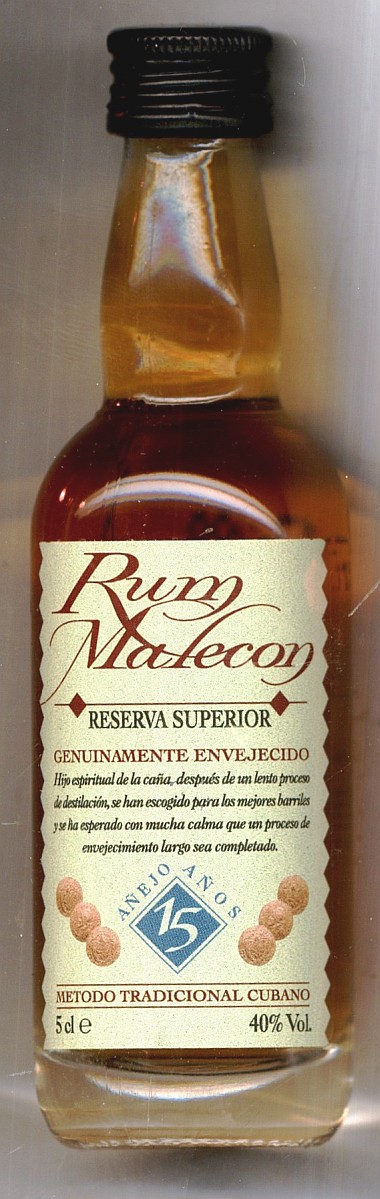 Rum
Malecon
RESERVA SUPERIOR
GENUINAMENTE ENVEJECIDO
Hijo espiritual de la caña, después de un lento proceso
de destilación, se han escogido para los mejores barriles
y se ha esperado con mucha calma que un proceso de
envejecimiento largo sea completado.
AÑEJO AÑOS
15
METODO TRADICIONAL CUBANO
5 cl e 40% Vol.